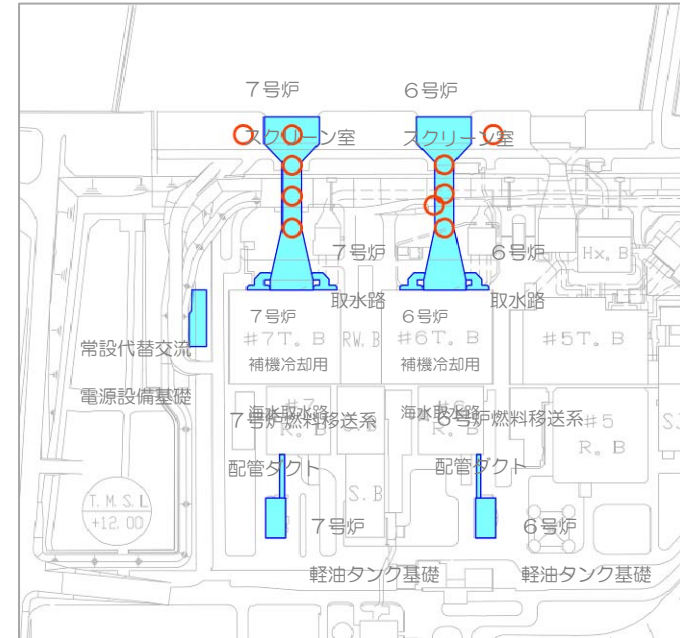 7号炉
6号炉
スクリーン室
スクリーン室
7号炉
6号炉
Hx. B
取水路
取水路
7号炉
6号炉
#7T. B
RW. B
#6T. B
#5T. B
常設代替交流
補機冷却用
補機冷却用
電源設備基礎
海水取水路
海水取水路
#7
#6
7号炉燃料移送系
6号炉燃料移送系
#5
R. B
R. B
R. B
配管ダクト
配管ダクト
S. B
T. M. S. L
+12. 00
7号炉
6号炉
軽油タンク基礎
軽油タンク基礎